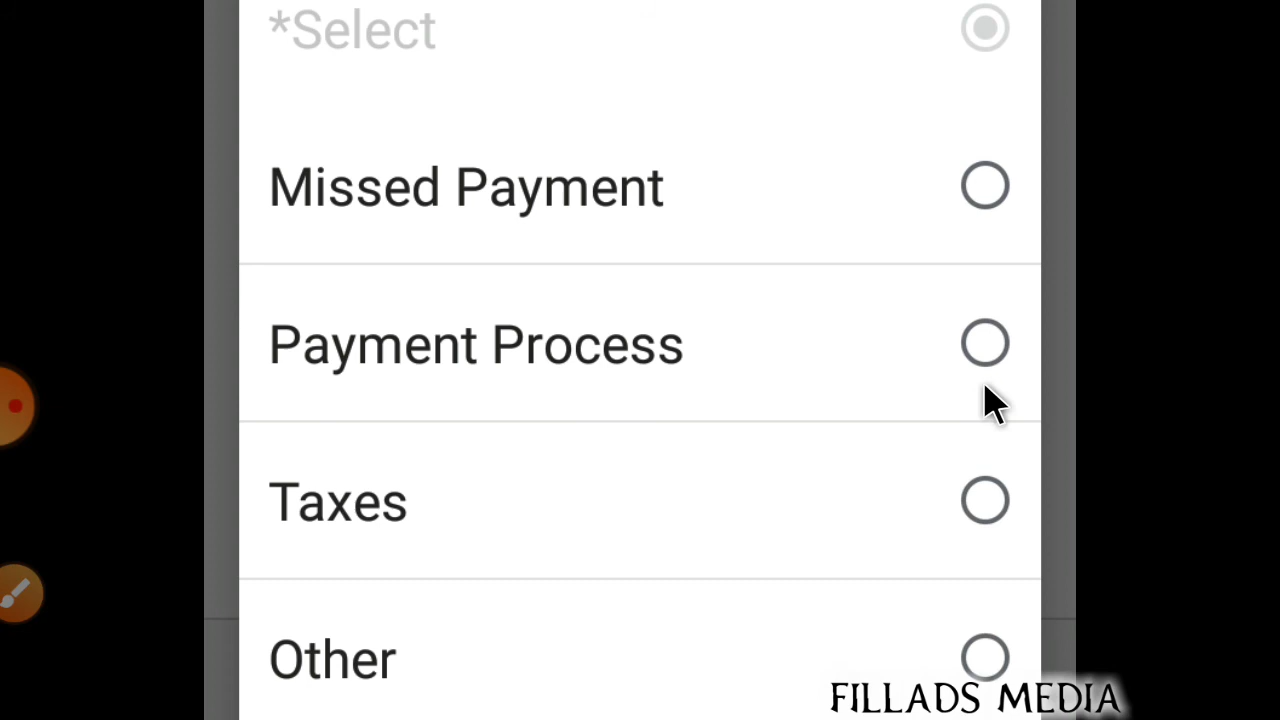 *Select
Missed Payment
Payment Process
Taxes
Other
FILLADS MEDIA